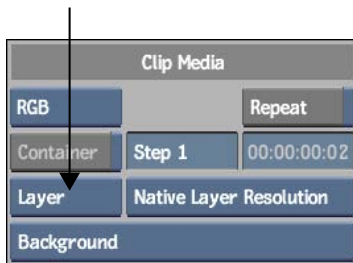 Clip Media
RGB Repeat
Container Step 1 00:00:00:02
Layer Native Layer Resolution
Background